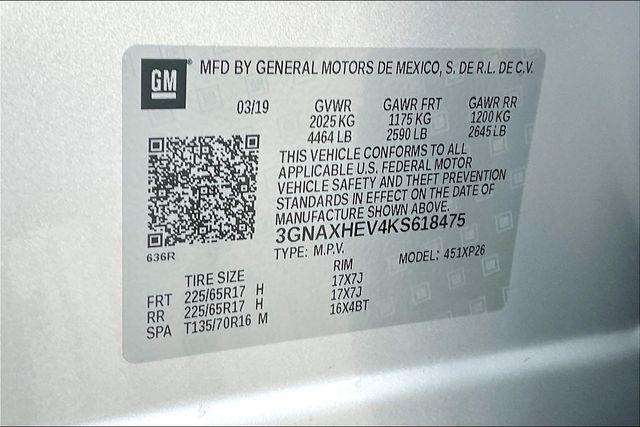 GM® MFD BY GENERAL MOTORS DE MEXICO, S. DE R.L. DE C.V.
03/19 GVWR GAWR FRT GAWR RR
2025 KG 1175 KG 1200 KG
4464 LB 2590 LB 2645 LB
THIS VEHICLE CONFORMS TO ALL
APPLICABLE U.S. FEDERAL MOTOR
VEHICLE SAFETY AND THEFT PREVENTION
STANDARDS IN EFFECT ON THE DATE OF
MANUFACTURE SHOWN ABOVE.
3GNAXHEV4KS618475
636R
TYPE: M.P.V. MODEL: 451XP26
TIRE SIZE RIM
FRT 225/65R17 H 17X7J
RR 225/65R17 H 17X7J
SPA T135/70R16 M 16X4BT